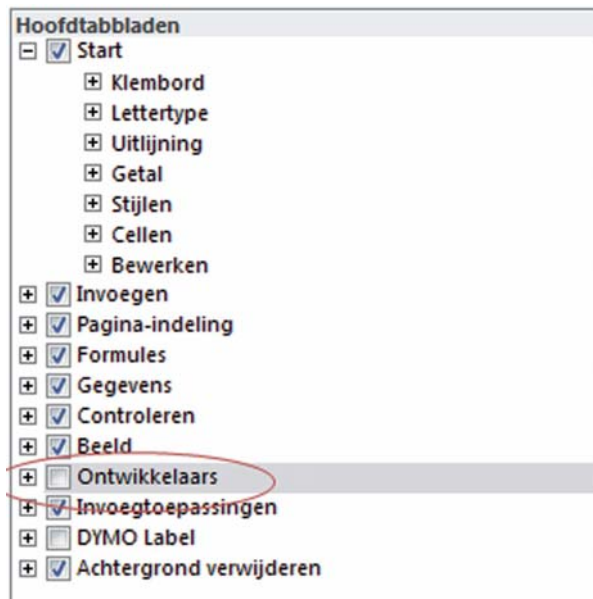 Hoofdtabbladen
Start
Klembord
Lettertype
Uitlijning
Getal
Stijlen
Cellen
Bewerken
Invoegen
Pagina-indeling
Formules
Gegevens
Controleren
Beeld
Ontwikkelaars
Invoegtoepassingen
DYMO Label
Achtergrond verwijderen